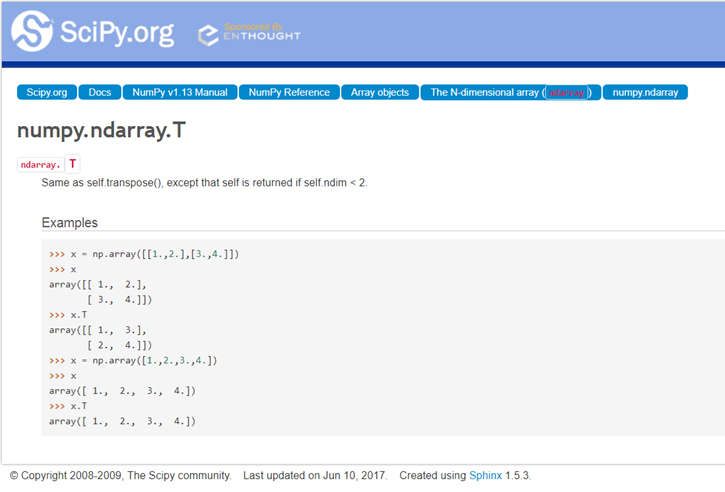 SciPy.org
Sponsored By
ENTHOUGHT
Scipy.org Docs NumPy v1.13 Manual NumPy Reference Array objects The N-dimensional array (ndarray) numpy.ndarray
numpy.ndarray.T
ndarray. T
Same as self.transpose(), except that self is returned if self.ndim < 2.
Examples
>>> x = np.array([[1.,2.],[3.,4.]])
>>> x
array([[ 1.,  2.],
       [ 3.,  4.]])
>>> x.T
array([[ 1.,  3.],
       [ 2.,  4.]])
>>> x = np.array([1.,2.,3.,4.])
>>> x
array([ 1.,  2.,  3.,  4.])
>>> x.T
array([ 1.,  2.,  3.,  4.])
© Copyright 2008-2009, The Scipy community. Last updated on Jun 10, 2017. Created using Sphinx 1.5.3.